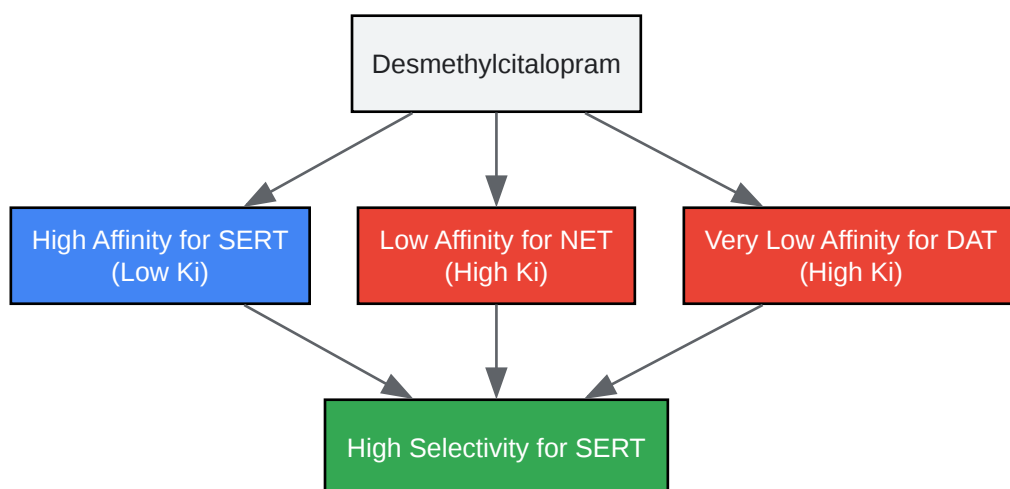 Desmethylcitalopram
High Affinity for SERT
(Low Ki)
Low Affinity for NET
(High Ki)
Very Low Affinity for DAT
(High Ki)
High Selectivity for SERT